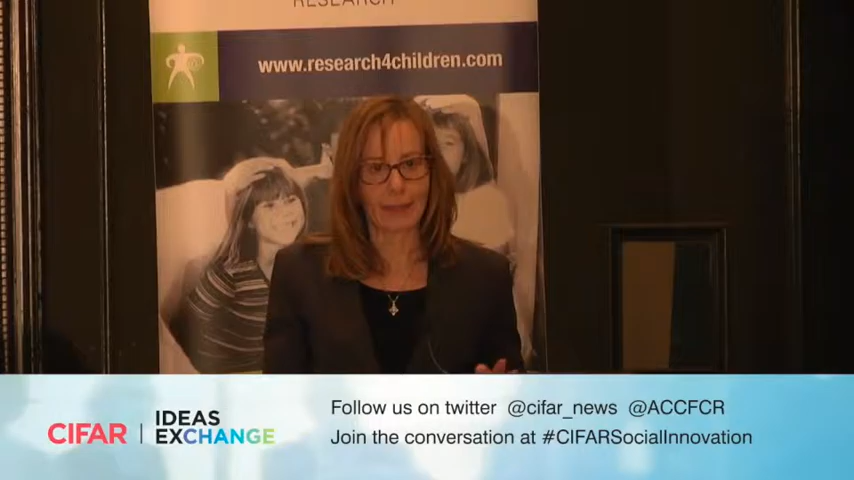 RESEARCH
www.research4children.com
Follow us on twitter @cifar_news @ACCFCR
CIFAR | IDEAS
EXCHANGE
Join the conversation at #CIFARSocialInnovation